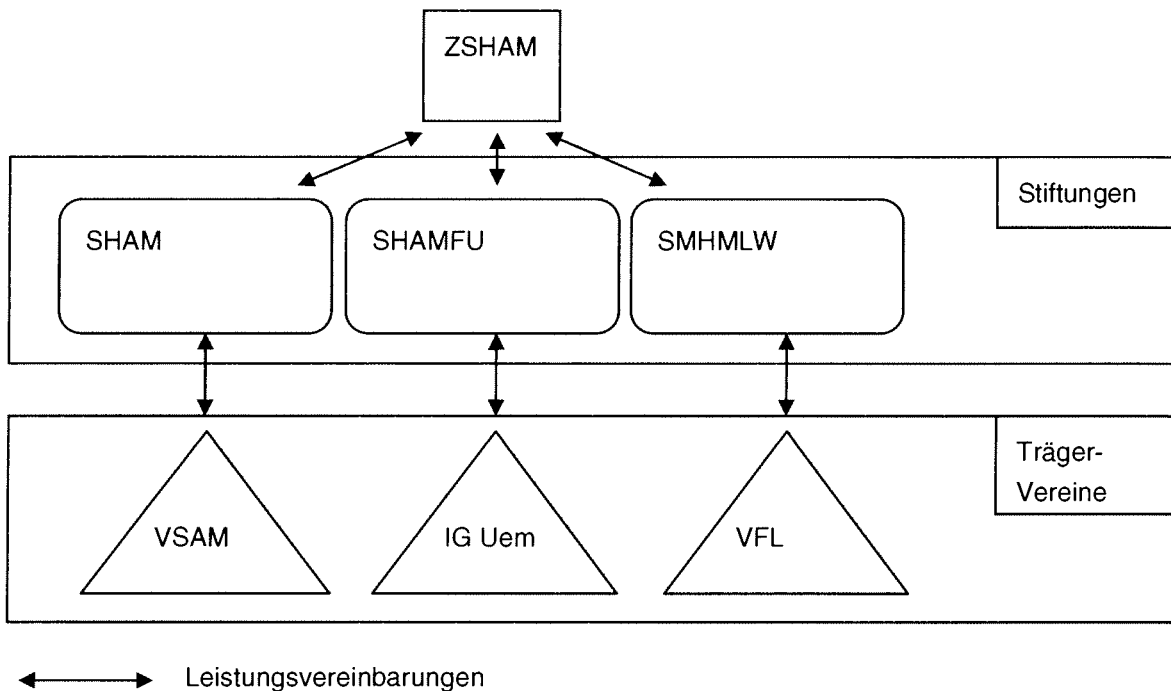 ZSHAM
Stiftungen
SHAM
SHAMFU
SMHMLW
Träger-
Vereine
VSAM
IG Uem
VFL
Leistungsvereinbarungen